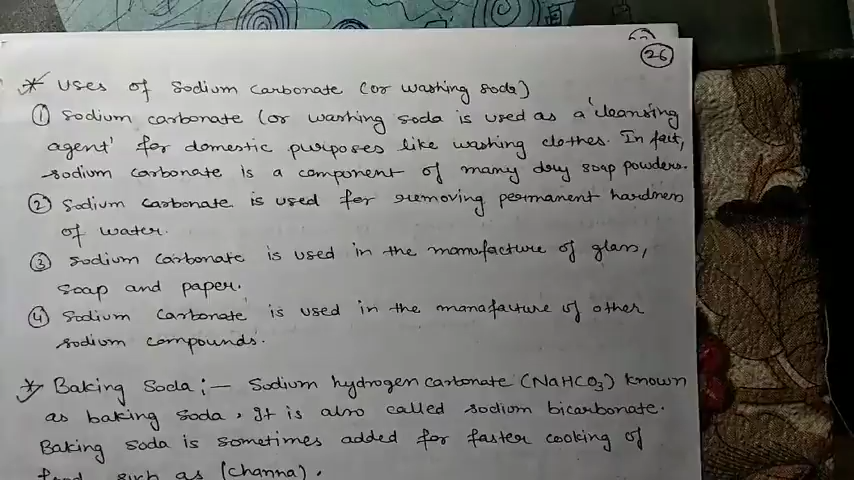 26
* Uses of Sodium Carbonate (or washing soda)
① Sodium carbonate (or washing soda is used as a 'cleansing
agent' for domestic purposes like washing clothes. In fact,
sodium carbonate is a component of many dry soap powders.
② Sodium carbonate is used for removing permanent hardness
of water.
③ Sodium carbonate is used in the manufacture of glass,
soap and paper.
④ Sodium Carbonate is used in the manafacture of other
sodium compounds.
* Baking Soda :- Sodium hydrogen carbonate (NaHCO3) known
as baking soda, It is also called sodium bicarbonate.
Baking soda is sometimes added for faster cooking of
food such as (channa).